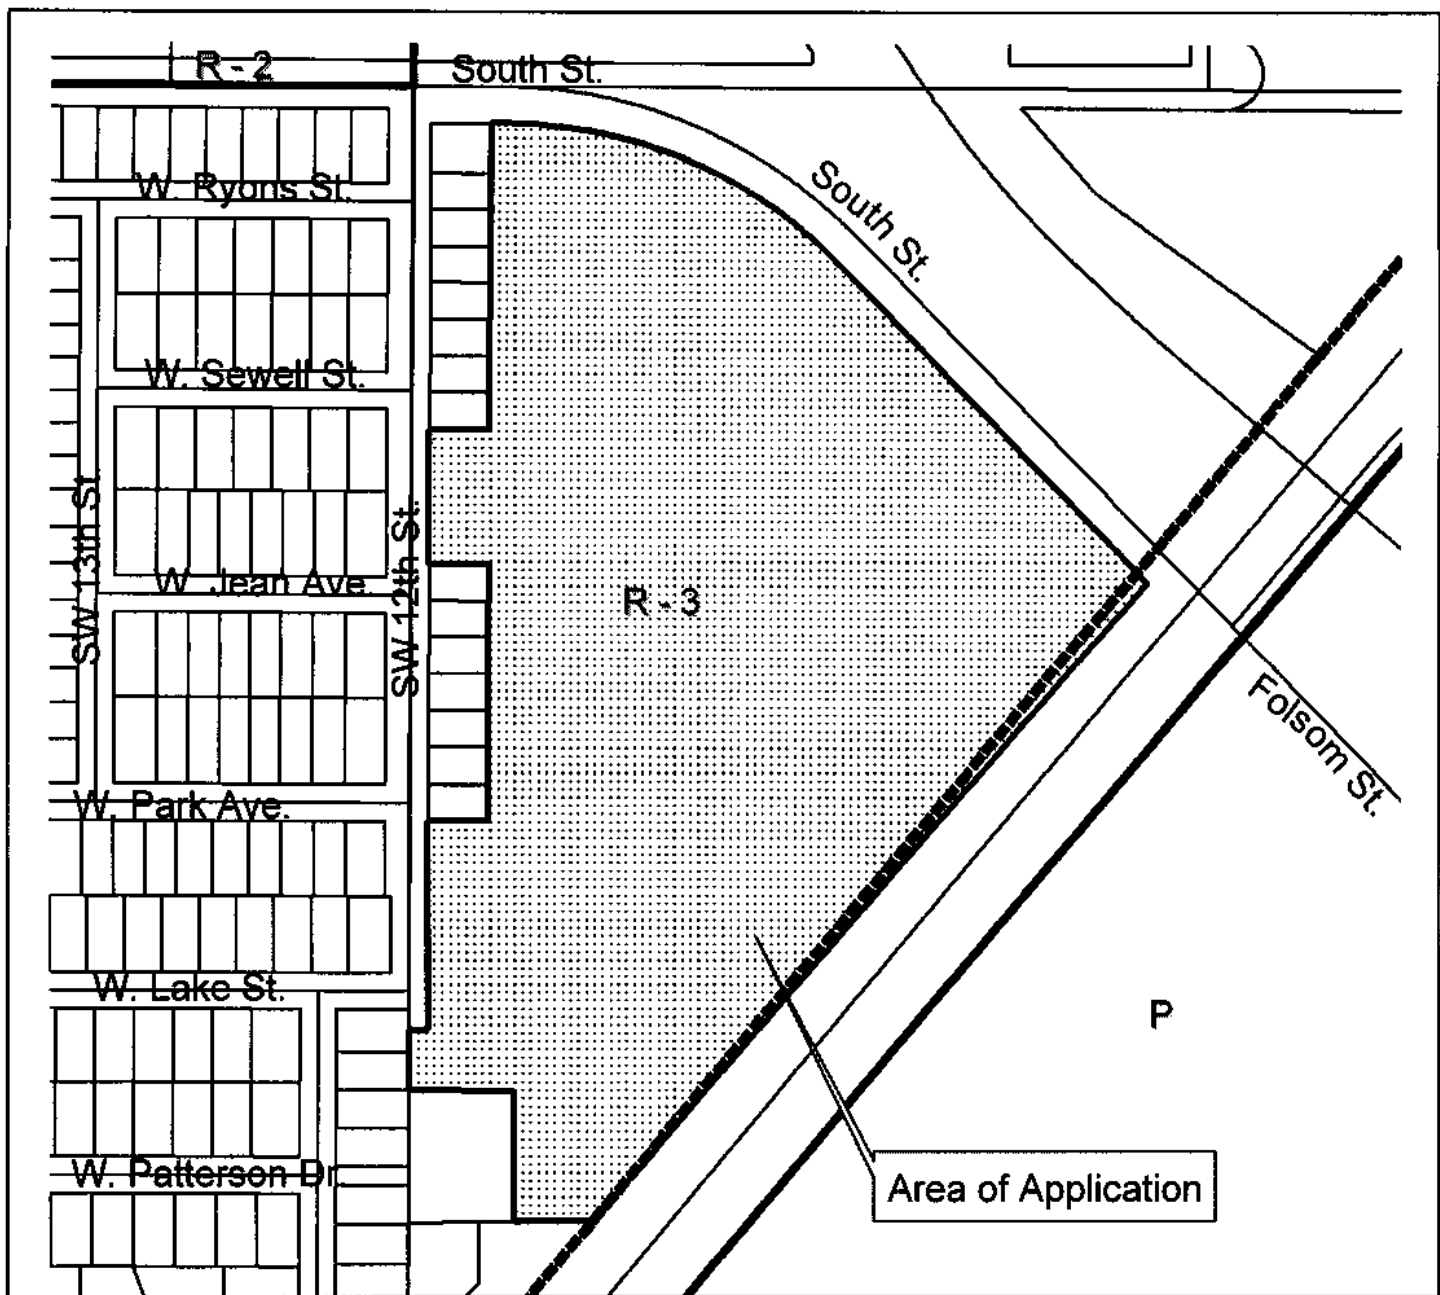 R - 2
South St.
W. Ryons St.
South St.
W. Sewell St.
SW 13th St
SW 12th St.
W. Jean Ave.
R - 3
Folsom St.
W. Park Ave.
W. Lake St.
P
W. Patterson Dr
Area of Application